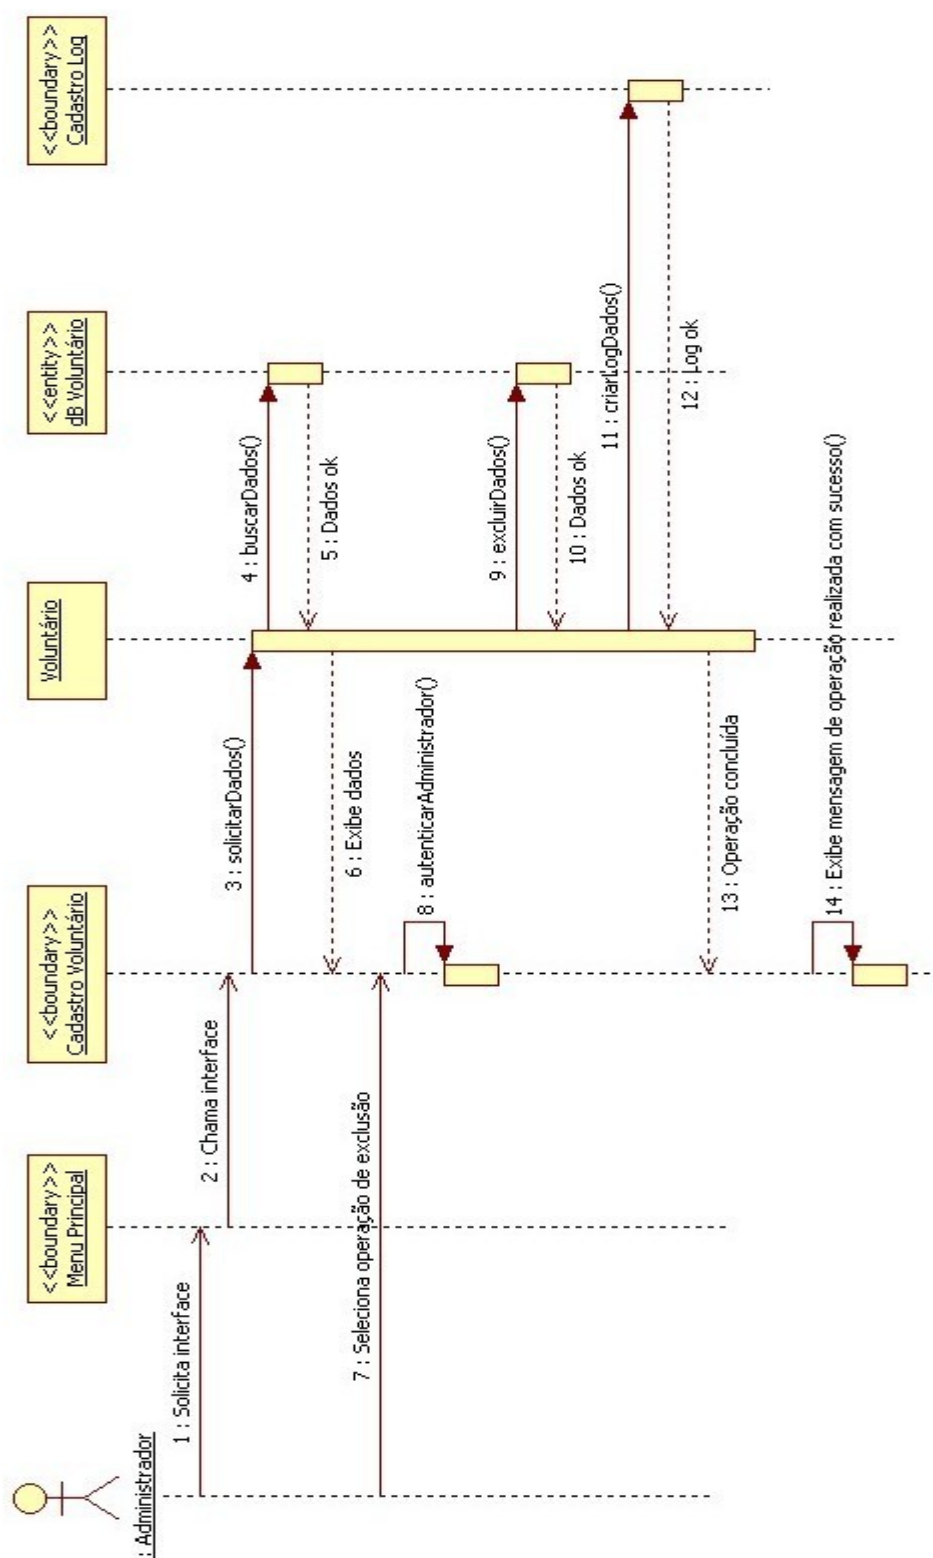 : Administrador
<<boundary>>
Menu Principal
<<boundary>>
Cadastro Voluntário
Voluntário
<<entity>>
dB Voluntário
<<boundary>>
Cadastro Log
1 : Solicita interface
2 : Chama interface
3 : solicitarDados()
4 : buscarDados()
5 : Dados ok
6 : Exibe dados
7 : Seleciona operação de exclusão
8 : autenticarAdministrador()
9 : excluirDados()
10 : Dados ok
11 : criarLogDados()
12 : Log ok
13 : Operação concluída
14 : Exibe mensagem de operação realizada com sucesso()